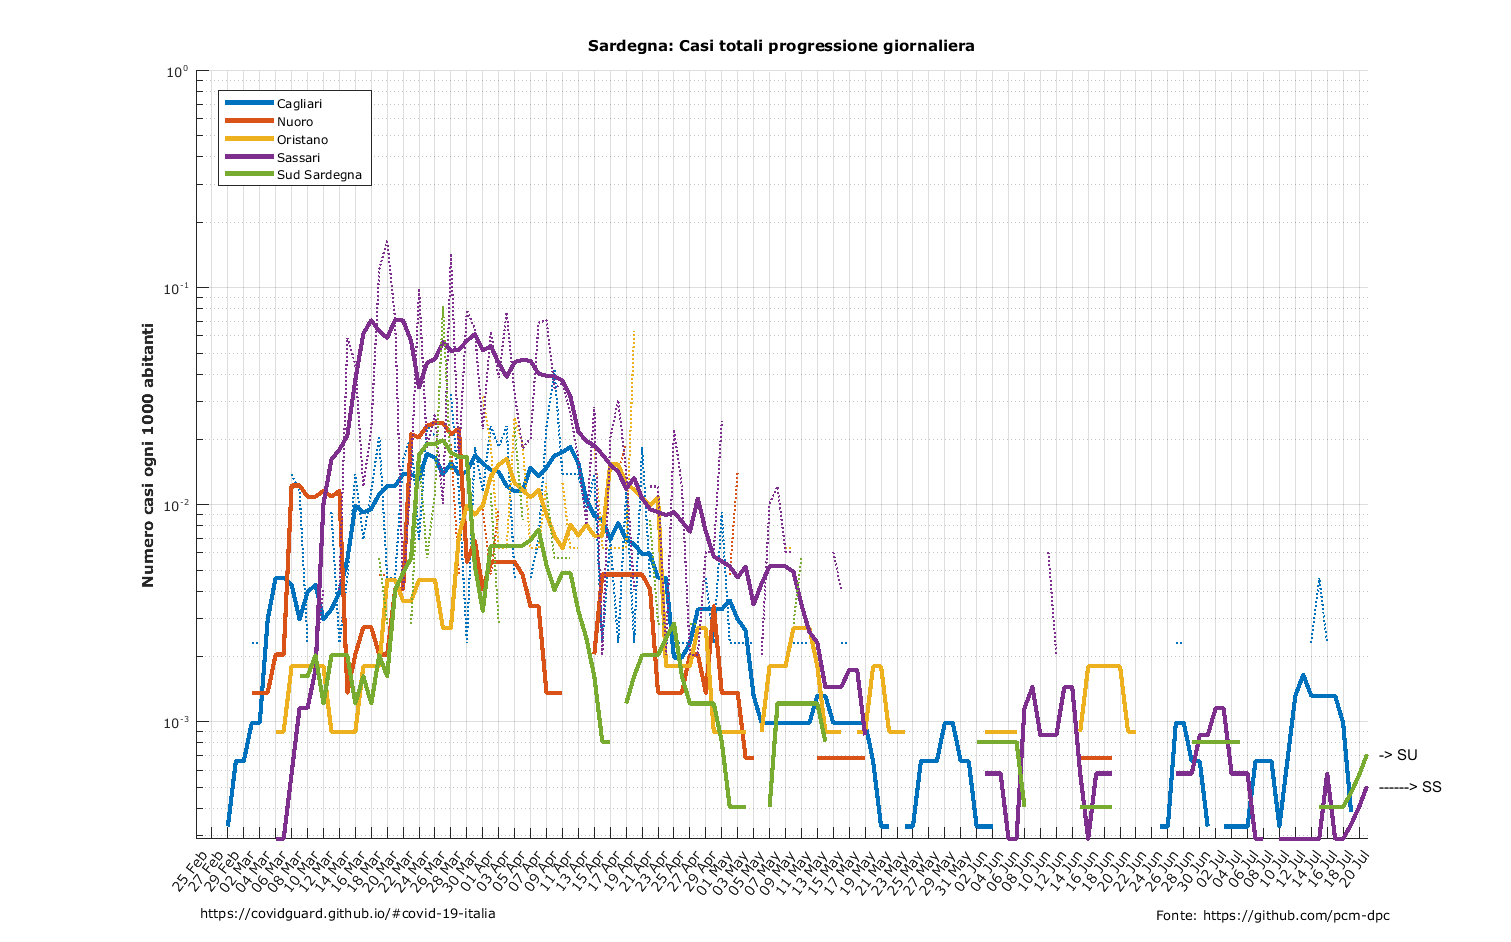 Sardegna: Casi totali progressione giornaliera
10^0
10^-1
10^-2
10^-3
Numero casi ogni 1000 abitanti
Cagliari
Nuoro
Oristano
Sassari
Sud Sardegna
-> SU
------> SS
25 Feb
27 Feb
29 Feb
02 Mar
04 Mar
06 Mar
08 Mar
10 Mar
12 Mar
14 Mar
16 Mar
18 Mar
20 Mar
22 Mar
24 Mar
26 Mar
28 Mar
30 Mar
01 Apr
03 Apr
05 Apr
07 Apr
09 Apr
11 Apr
13 Apr
15 Apr
17 Apr
19 Apr
21 Apr
23 Apr
25 Apr
27 Apr
29 Apr
01 May
03 May
05 May
07 May
09 May
11 May
13 May
15 May
17 May
19 May
21 May
23 May
25 May
27 May
29 May
31 May
02 Jun
04 Jun
06 Jun
08 Jun
10 Jun
12 Jun
14 Jun
16 Jun
18 Jun
20 Jun
22 Jun
24 Jun
26 Jun
28 Jun
30 Jun
02 Jul
04 Jul
06 Jul
08 Jul
10 Jul
12 Jul
14 Jul
16 Jul
18 Jul
20 Jul
https://covidguard.github.io/#covid-19-italia
Fonte: https://github.com/pcm-dpc